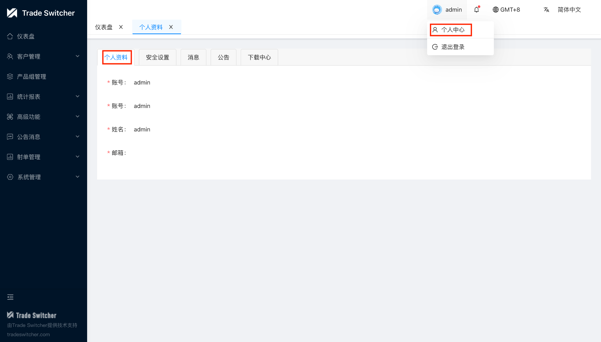 Trade Switcher
admin
GMT+8
简体中文
仪表盘
个人资料
个人中心
退出登录
仪表盘
客户管理
产品组管理
统计报表
高级功能
公告消息
对单管理
系统管理
个人资料
安全设置
消息
公告
下载中心
* 账号: admin
* 账号: admin
* 姓名: admin
* 邮箱:
Trade Switcher
由Trade Switcher提供技术支持
tradeswitcher.com